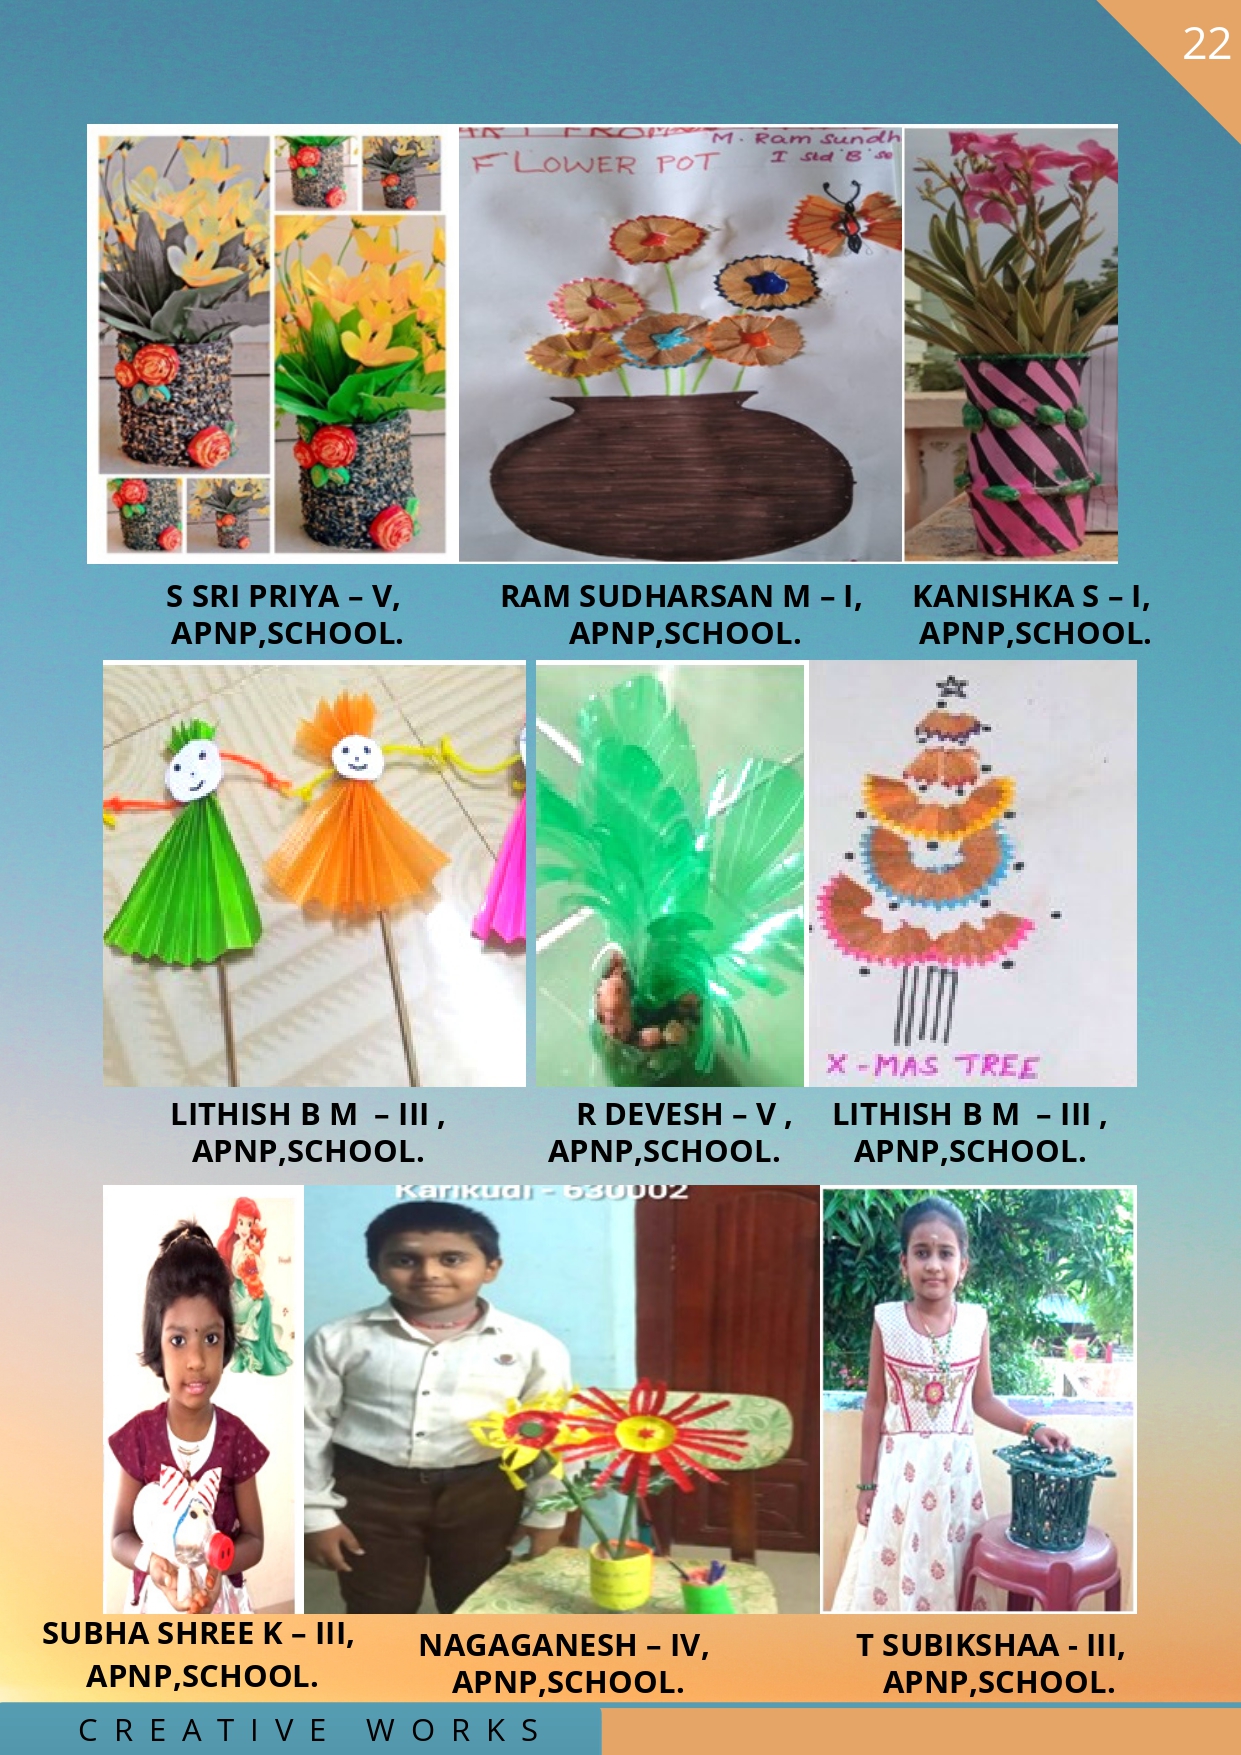 22
M. Ram Sundh
FLOWER POT
I std 'B' se
S SRI PRIYA – V,
APNP,SCHOOL.
RAM SUDHARSAN M – I,
APNP,SCHOOL.
KANISHKA S – I,
APNP,SCHOOL.
X-MAS TREE
LITHISH B M – III ,
APNP,SCHOOL.
R DEVESH – V ,
APNP,SCHOOL.
LITHISH B M – III ,
APNP,SCHOOL.
Karikudi - 630002
SUBHA SHREE K – III,
APNP,SCHOOL.
NAGAGANESH – IV,
APNP,SCHOOL.
T SUBIKSHAA - III,
APNP,SCHOOL.
CREATIVE WORKS